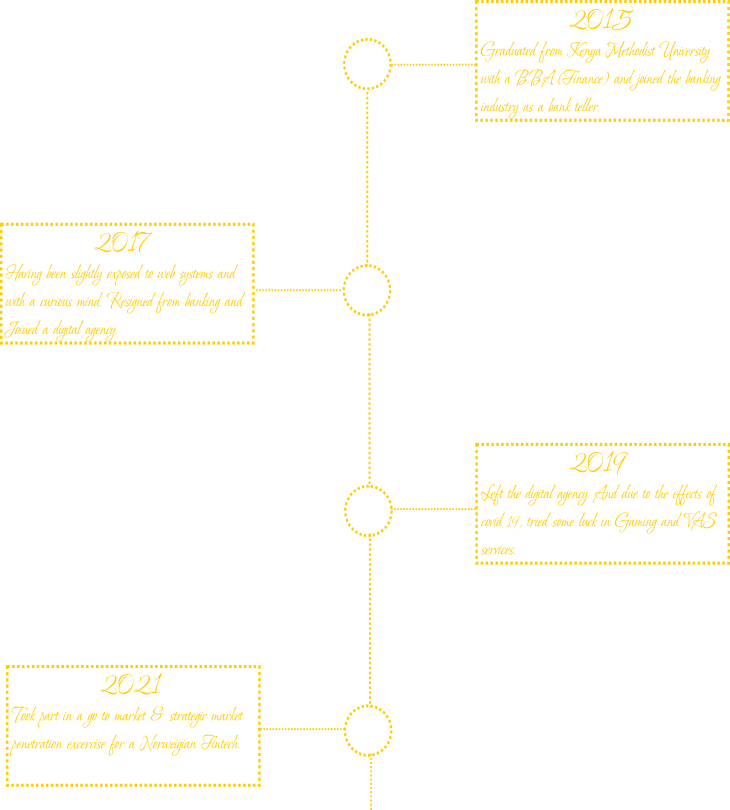 2015
Graduated from Kenya Methodist University
with a BBA (Finance) and joined the banking
industry as a bank teller.
2017
Having been slightly exposed to web systems and
with a curious mind. Resigned from banking and
Joined a digital agency.
2019
Left the digital agency. And due to the effects of
covid 19, tried some luck in Gaming and VAS
services.
2021
Took part in a go to market & strategic market
penetration excercise for a Norweigian Fintech.